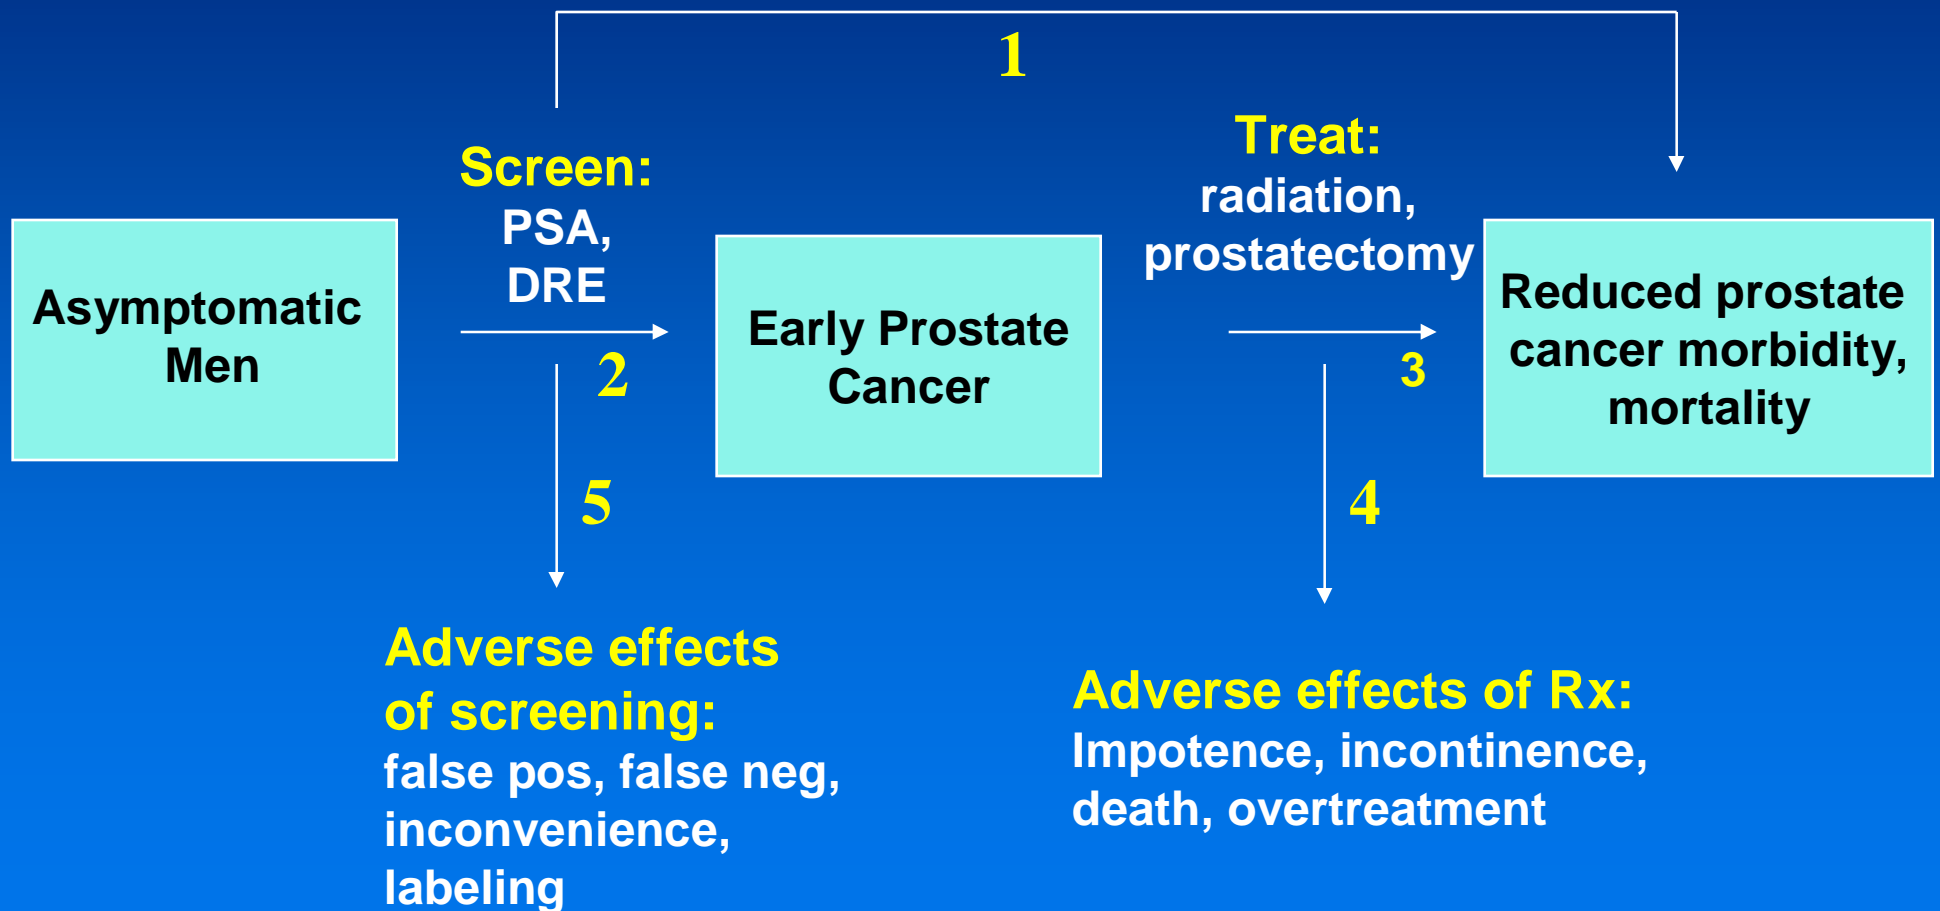 1
Screen:
PSA,
DRE
Treat:
radiation,
prostatectomy
Asymptomatic
Men
2
Early Prostate
Cancer
3
Reduced prostate
cancer morbidity,
mortality
5
4
Adverse effects
of screening:
false pos, false neg,
inconvenience,
labeling
Adverse effects of Rx:
Impotence, incontinence,
death, overtreatment